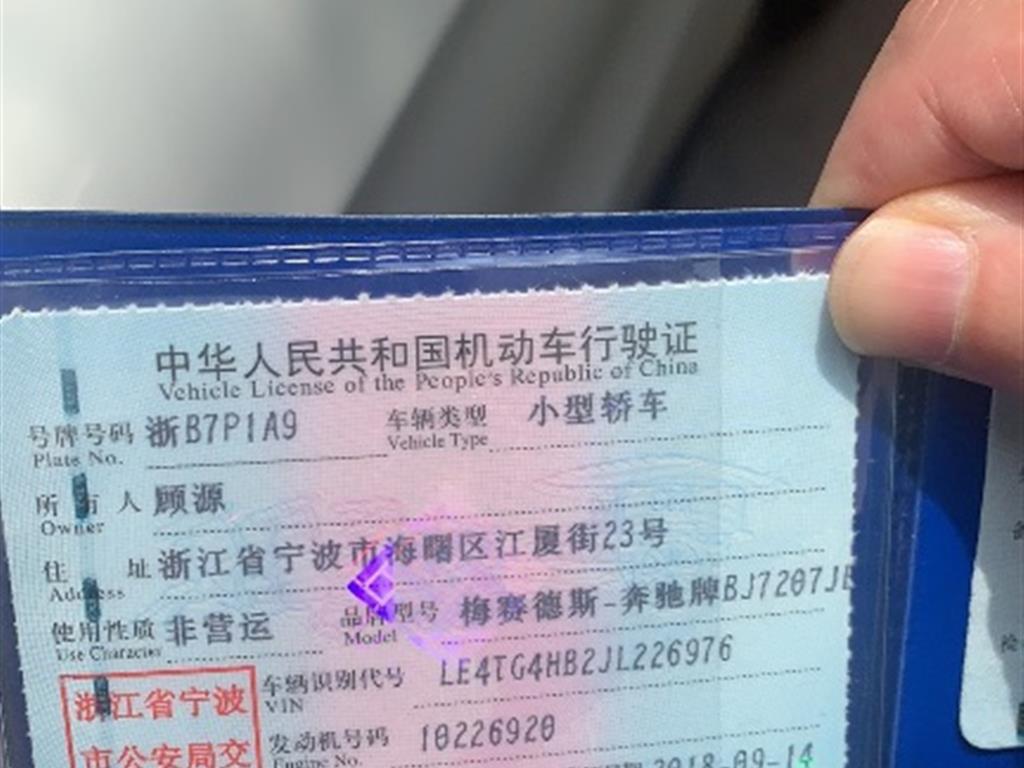 中华人民共和国机动车行驶证
Vehicle License of the People's Republic of China
号牌号码 浙B7P1A9 车辆类型 小型轿车
Plate No. Vehicle Type
所有人 顾源
Owner
住址 浙江省宁波市海曙区江厦街23号
Address
使用性质 非营运 品牌型号 梅赛德斯-奔驰牌BJ7207JE
Use Character Model
浙江省宁波 车辆识别代号 LE4TG4HB2JL226976
VIN
市公安局交 发动机号码 10226920
Engine No.
2018-09-14